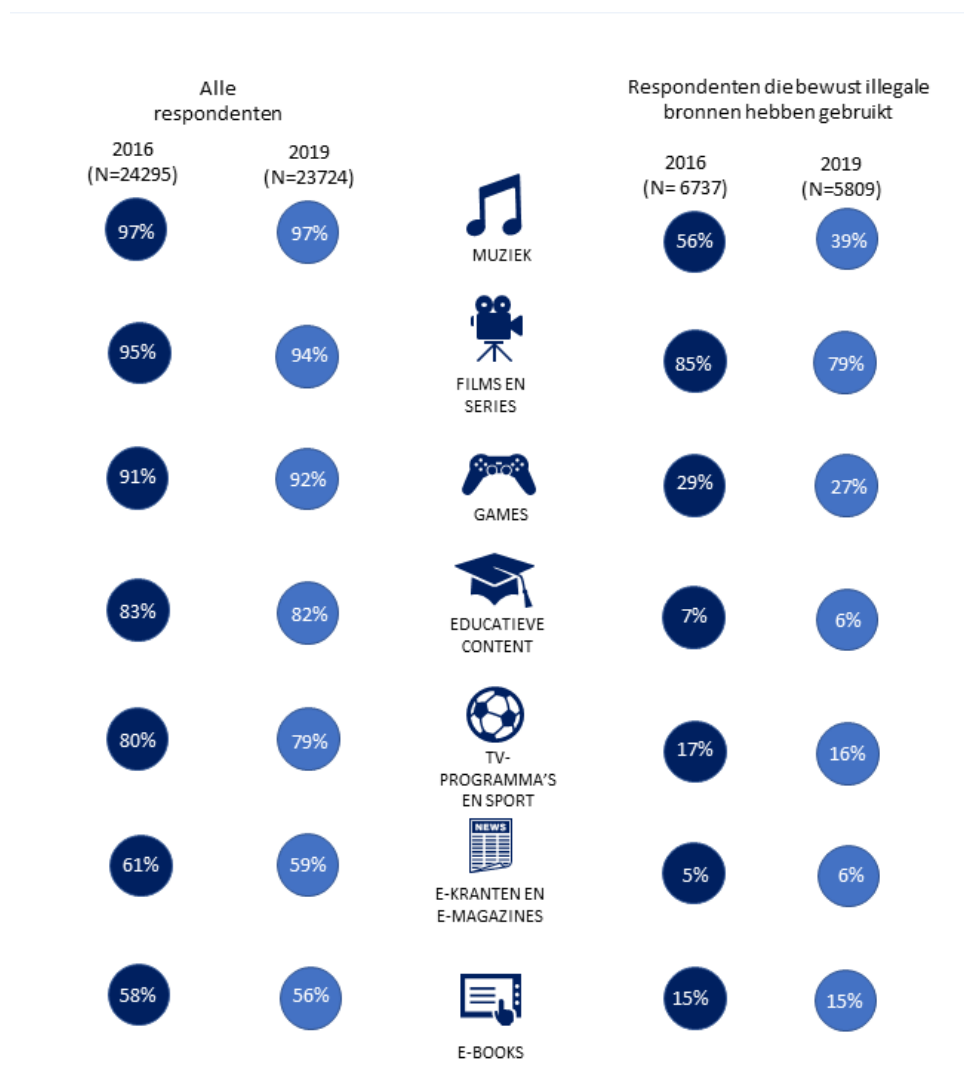 Alle
respondenten
Respondenten die bewust illegale
bronnen hebben gebruikt
2016
(N=24295)
2019
(N=23724)
2016
(N= 6737)
2019
(N=5809)
97%
97%
MUZIEK
56%
39%
95%
94%
FILMS EN
SERIES
85%
79%
91%
92%
GAMES
29%
27%
83%
82%
EDUCATIEVE
CONTENT
7%
6%
80%
79%
TV-
PROGRAMMA'S
EN SPORT
17%
16%
61%
59%
NEWS
E-KRANTEN EN
E-MAGAZINES
5%
6%
58%
56%
E-BOOKS
15%
15%